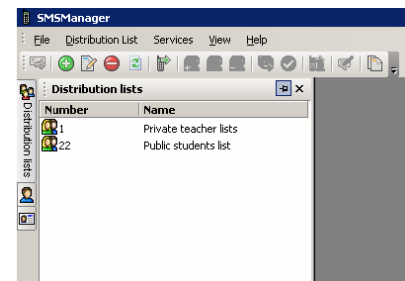 SMSManager
File Distribution List Services View Help
Distribution lists
Distribution lists
Number Name
1 Private teacher lists
22 Public students list